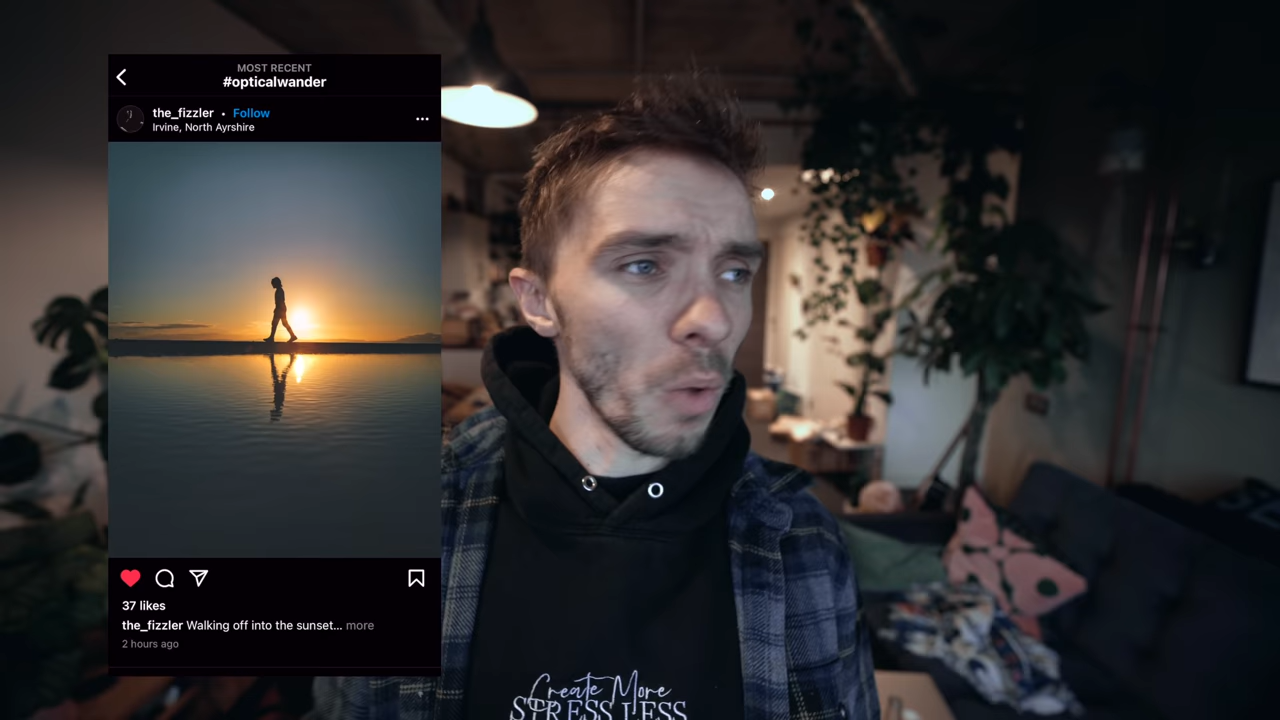 MOST RECENT
#opticalwander
the_fizzler • Follow
Irvine, North Ayrshire
37 likes
the_fizzler Walking off into the sunset... more
2 hours ago
Create More
STRESS LESS